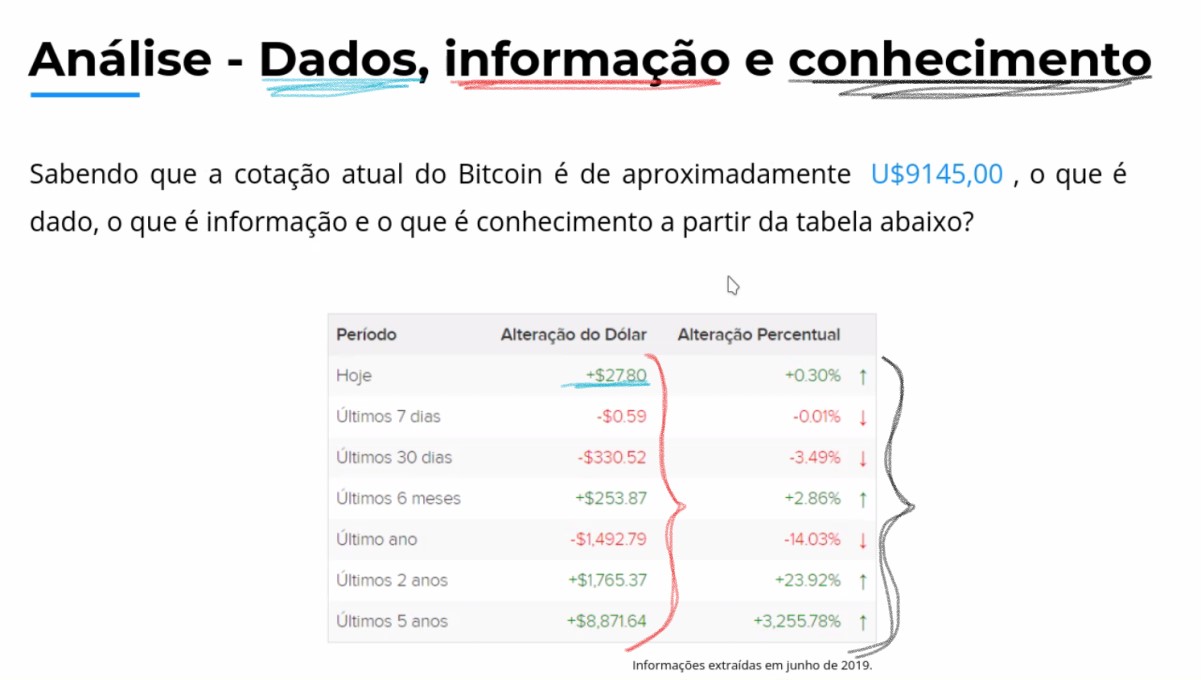 Análise - Dados, informação e conhecimento
Sabendo que a cotação atual do Bitcoin é de aproximadamente U$9145,00 , o que é
dado, o que é informação e o que é conhecimento a partir da tabela abaixo?
Período Alteração do Dólar Alteração Percentual
Hoje +$27.80 +0.30% ↑
Últimos 7 dias -$0.59 -0.01% ↓
Últimos 30 dias -$330.52 -3.49% ↓
Últimos 6 meses +$253.87 +2.86% ↑
Último ano -$1,492.79 -14.03% ↓
Últimos 2 anos +$1,765.37 +23.92% ↑
Últimos 5 anos +$8,871.64 +3,255.78% ↑
Informações extraídas em junho de 2019.